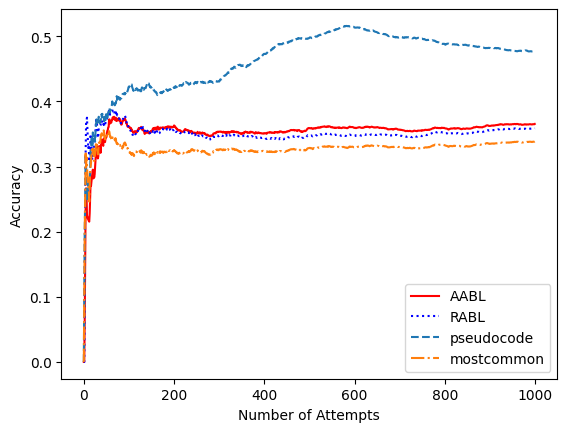 0.5
0.4
0.3
0.2
0.1
0.0
Accuracy
0 200 400 600 800 1000
Number of Attempts
AABL
RABL
pseudocode
mostcommon